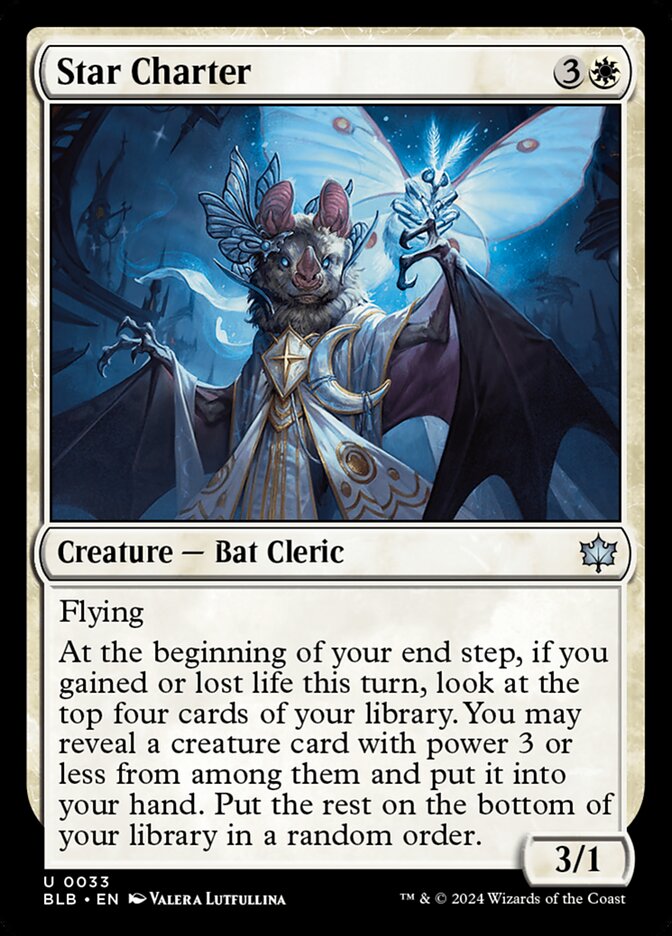 Star Charter 3
Creature — Bat Cleric
Flying
At the beginning of your end step, if you
gained or lost life this turn, look at the
top four cards of your library. You may
reveal a creature card with power 3 or
less from among them and put it into
your hand. Put the rest on the bottom of
your library in a random order.
3/1
U 0033
BLB • EN Valera Lutfullina ™ & © 2024 Wizards of the Coast